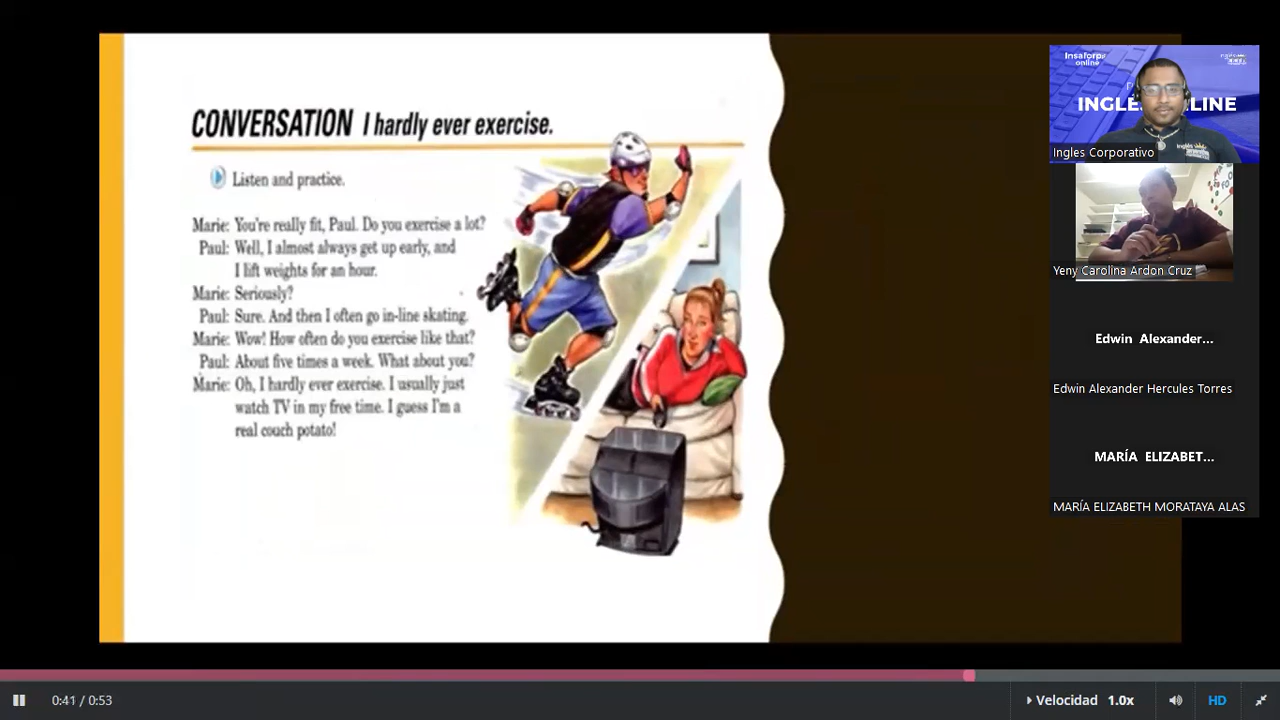 CONVERSATION I hardly ever exercise.
Listen and practice.
Marie: You're really fit, Paul. Do you exercise a lot?
Paul: Well, I almost always get up early, and
I lift weights for an hour.
Marie: Seriously?
Paul: Sure. And then I often go in-line skating.
Marie: Wow! How often do you exercise like that?
Paul: About five times a week. What about you?
Marie: Oh, I hardly ever exercise. I usually just
watch TV in my free time. I guess I'm a
real couch potato!
Insaforp
online
INGLÉS ONLINE
Ingles Corporativo
Yeny Carolina Ardon Cruz
Edwin Alexander...
Edwin Alexander Hercules Torres
MARÍA ELIZABET...
MARÍA ELIZABETH MORATAYA ALAS
0:41 / 0:53
Velocidad 1.0x
HD